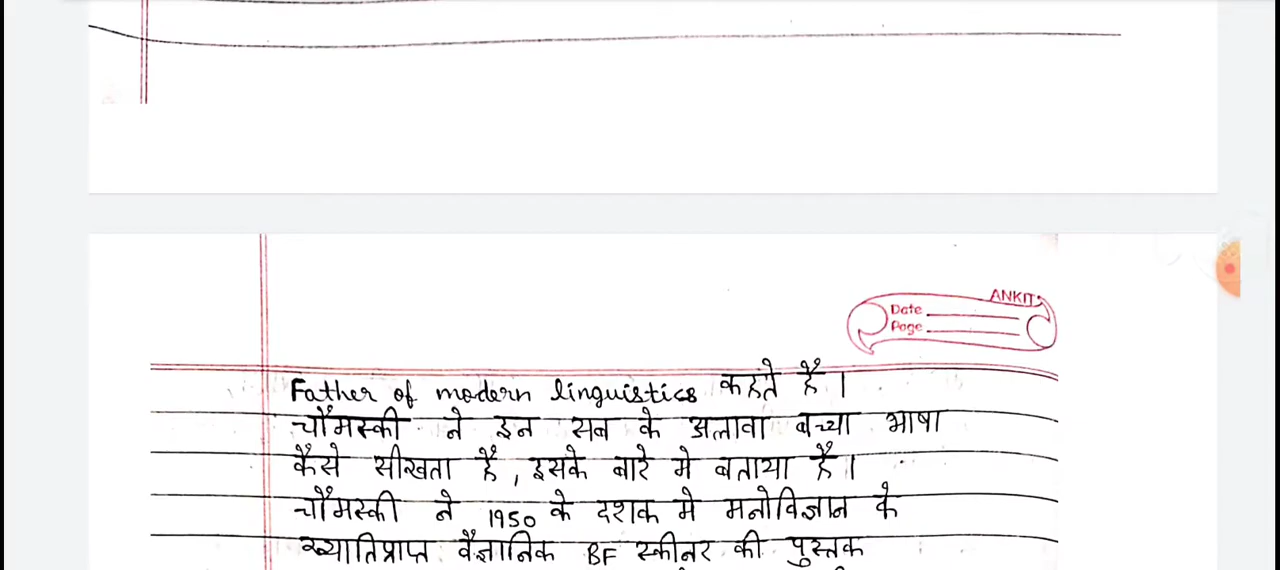 ANKIT
Date
Page
Father of modern linguistics कहते है।
चॉमस्की ने इन सब के अलावा बच्चा भाषा
कैसे सीखता है, इसके बारे मे बताया है।
चॉमस्की ने 1950 के दशक मे मनोविज्ञान के
ख्यातिप्राप्त वैज्ञानिक BF स्कीनर की पुस्तक